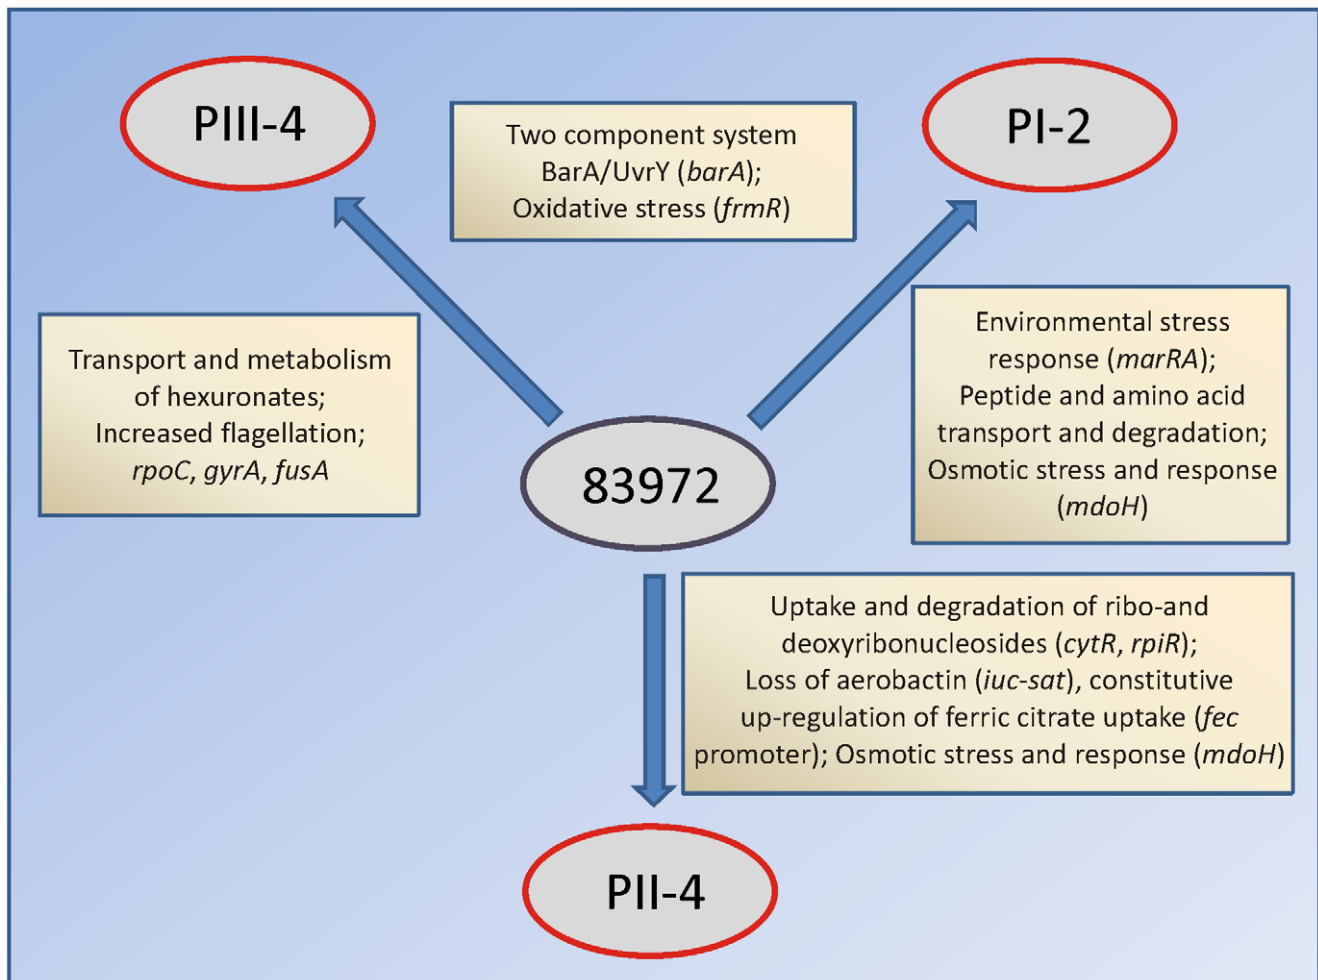 PIII-4
Two component system
BarA/UvrY (barA);
Oxidative stress (frmR)
PI-2
Transport and metabolism
of hexuronates;
Increased flagellation;
rpoC, gyrA, fusA
Environmental stress
response (marRA);
Peptide and amino acid
transport and degradation;
Osmotic stress and response
(mdoH)
83972
Uptake and degradation of ribo-and
deoxyribonucleosides (cytR, rpiR);
Loss of aerobactin (iuc-sat), constitutive
up-regulation of ferric citrate uptake (fec
promoter); Osmotic stress and response (mdoH)
PII-4